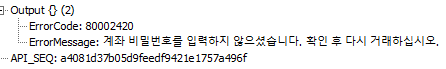 Output {} (2)
ErrorCode: 80002420
ErrorMessage: 계좌 비밀번호를 입력하지 않으셨습니다. 확인 후 다시 거래하십시오.
API_SEQ: a4081d37b05d9feedf9421e1757a496f